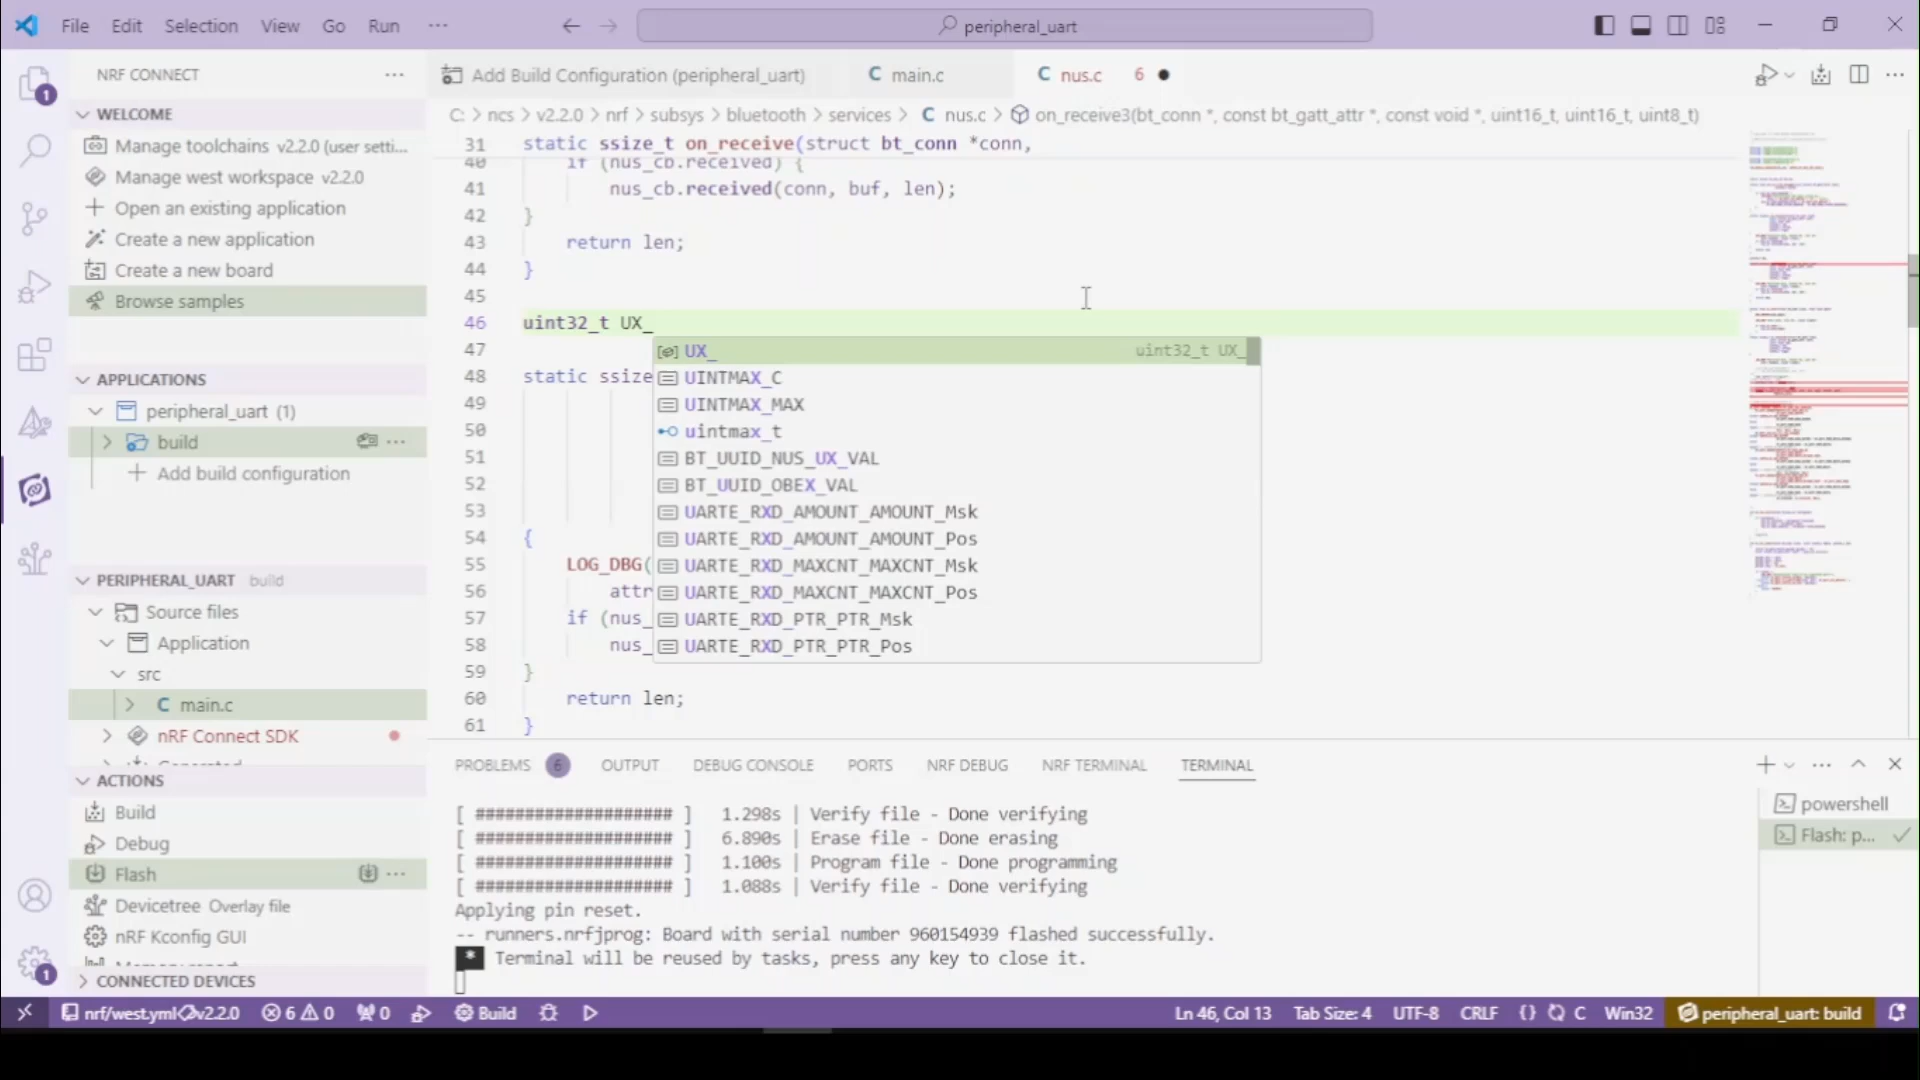 File Edit Selection View Go Run ··· peripheral_uart
NRF CONNECT ···
WELCOME
Manage toolchains v2.2.0 (user setti...
Manage west workspace v2.2.0
Open an existing application
Create a new application
Create a new board
Browse samples
APPLICATIONS
peripheral_uart (1)
build
Add build configuration
PERIPHERAL_UART build
Source files
Application
src
C main.c
nRF Connect SDK
Generated
ACTIONS
Build
Debug
Flash
Devicetree Overlay file
nRF Kconfig GUI
Memory report
CONNECTED DEVICES
1
1
Add Build Configuration (peripheral_uart) C main.c C nus.c 6
C: > ncs > v2.2.0 > nrf > subsys > bluetooth > services > C nus.c > on_receive3(bt_conn *, const bt_gatt_attr *, const void *, uint16_t, uint16_t, uint8_t)
31 static ssize_t on_receive(struct bt_conn *conn,
40 if (nus_cb.received) {
41 nus_cb.received(conn, buf, len);
42 }
43 return len;
44 }
45
46 uint32_t UX_
47
48 static ssize
49
50
51
52
53
54 {
55 LOG_DBG(
56 attr
57 if (nus_
58 nus_
59 }
60 return len;
61 }
UX_ uint32_t UX_
UINTMAX_C
UINTMAX_MAX
uintmax_t
BT_UUID_NUS_UX_VAL
BT_UUID_OBEX_VAL
UARTE_RXD_AMOUNT_AMOUNT_Msk
UARTE_RXD_AMOUNT_AMOUNT_Pos
UARTE_RXD_MAXCNT_MAXCNT_Msk
UARTE_RXD_MAXCNT_MAXCNT_Pos
UARTE_RXD_PTR_PTR_Msk
UARTE_RXD_PTR_PTR_Pos
PROBLEMS 6 OUTPUT DEBUG CONSOLE PORTS NRF DEBUG NRF TERMINAL TERMINAL
[ #################### ] 1.298s | Verify file - Done verifying
[ #################### ] 6.890s | Erase file - Done erasing
[ #################### ] 1.100s | Program file - Done programming
[ #################### ] 1.088s | Verify file - Done verifying
Applying pin reset.
-- runners.nrfjprog: Board with serial number 960154939 flashed successfully.
* Terminal will be reused by tasks, press any key to close it.
powershell
Flash: p...
nrf/west.yml v2.2.0 6 0 0 Build Ln 46, Col 13 Tab Size: 4 UTF-8 CRLF {} C Win32 peripheral_uart: build